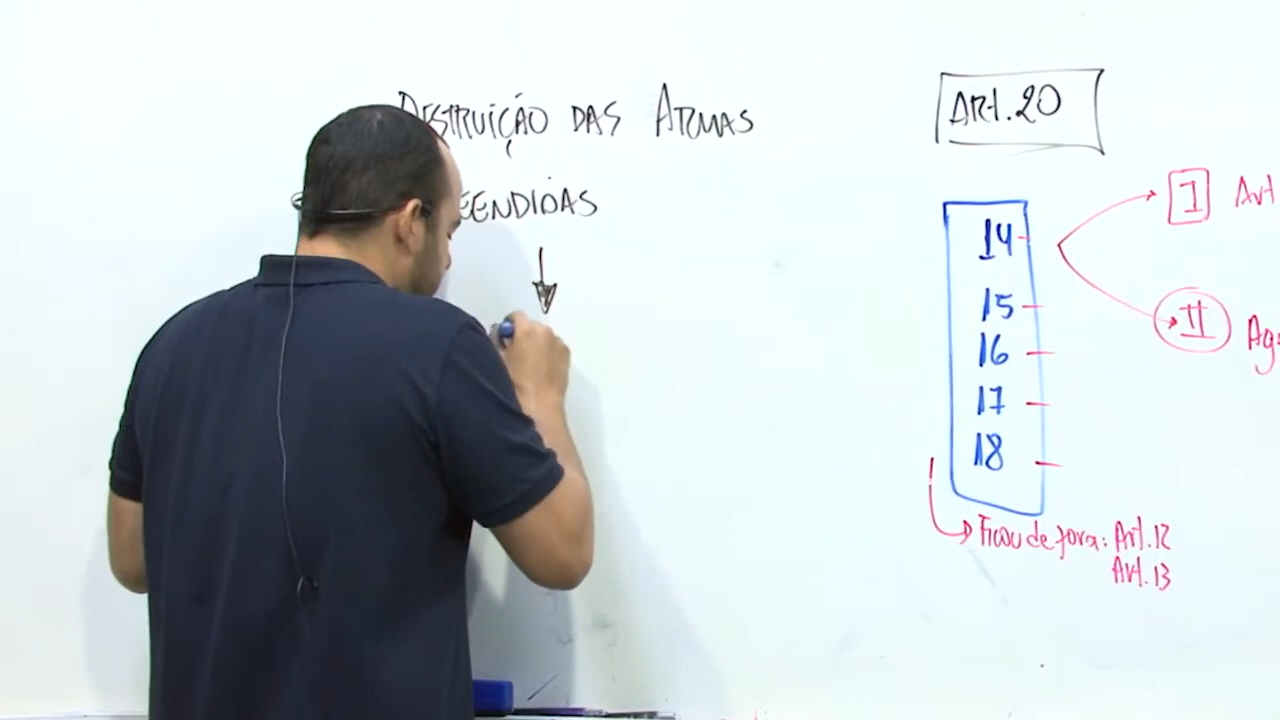 DESTRUIÇÃO DAS ARMAS
EENDIDAS
Art. 20
14
15
16
17
18
I Art
II
Ficou de fora: Art. 12
Art. 13